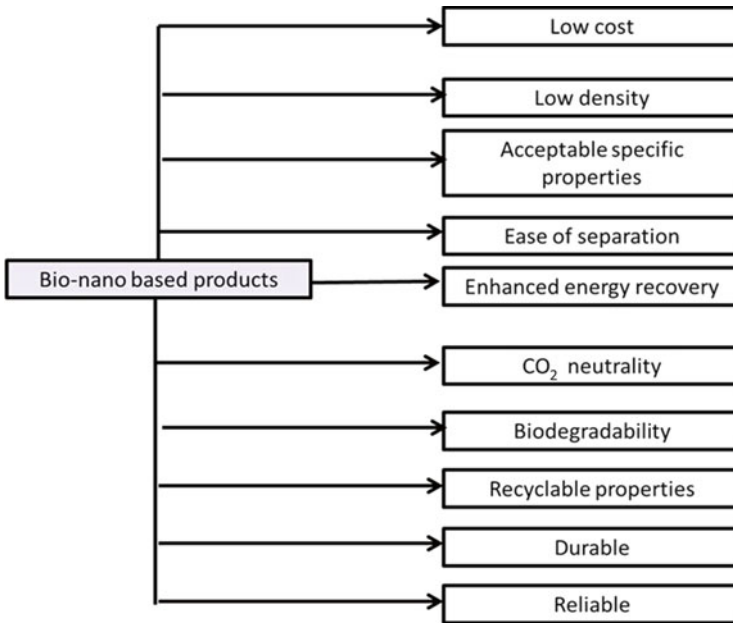 Low cost
Low density
Acceptable specific
properties
Ease of separation
Bio-nano based products
Enhanced energy recovery
CO₂ neutrality
Biodegradability
Recyclable properties
Durable
Reliable